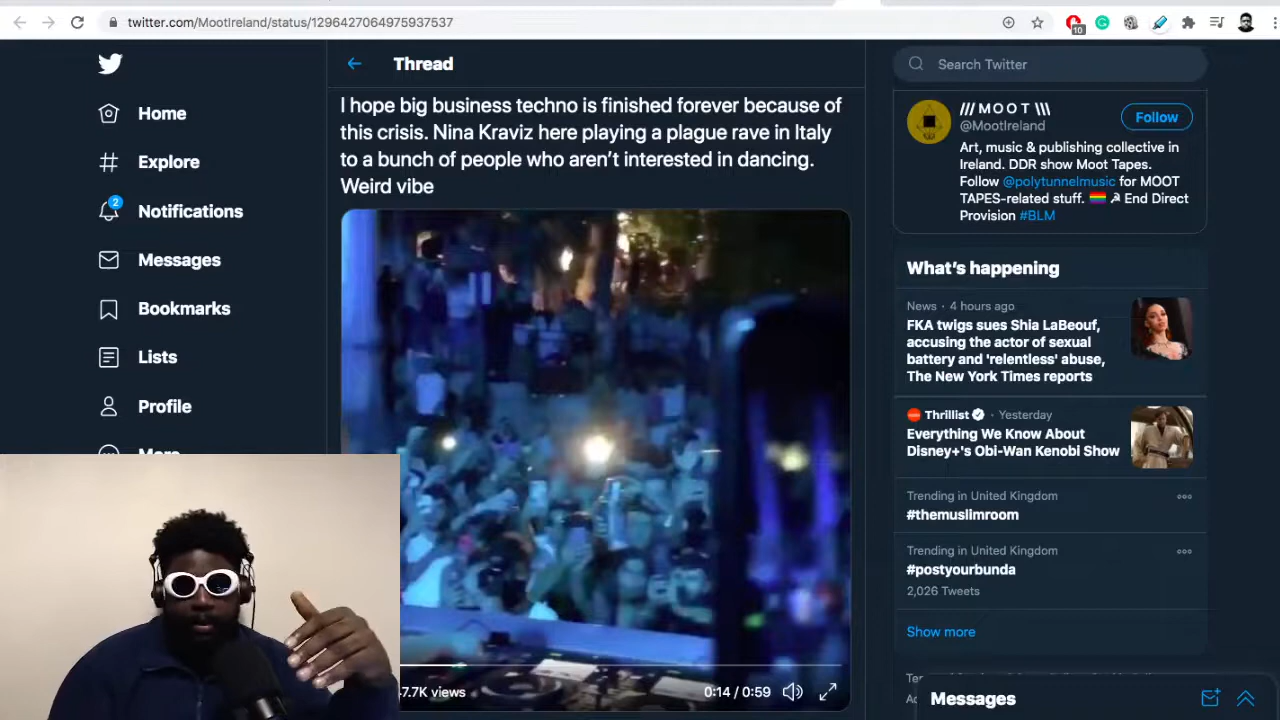 twitter.com/MootIreland/status/1296427064975937537
10
Thread
Search Twitter
Home
Explore
2
Notifications
Messages
Bookmarks
Lists
Profile
More
I hope big business techno is finished forever because of
this crisis. Nina Kraviz here playing a plague rave in Italy
to a bunch of people who aren't interested in dancing.
Weird vibe
7.7K views
0:14 / 0:59
/// M O O T \\\
@MootIreland
Follow
Art, music & publishing collective in
Ireland. DDR show Moot Tapes.
Follow @polytunnelmusic for MOOT
TAPES-related stuff. 🏳️‍🌈 ☭ End Direct
Provision #BLM
What's happening
News · 4 hours ago
FKA twigs sues Shia LaBeouf,
accusing the actor of sexual
battery and 'relentless' abuse,
The New York Times reports
Thrillist · Yesterday
Everything We Know About
Disney+'s Obi-Wan Kenobi Show
Trending in United Kingdom
#themuslimroom
Trending in United Kingdom
#postyourbunda
2,026 Tweets
Show more
Messages